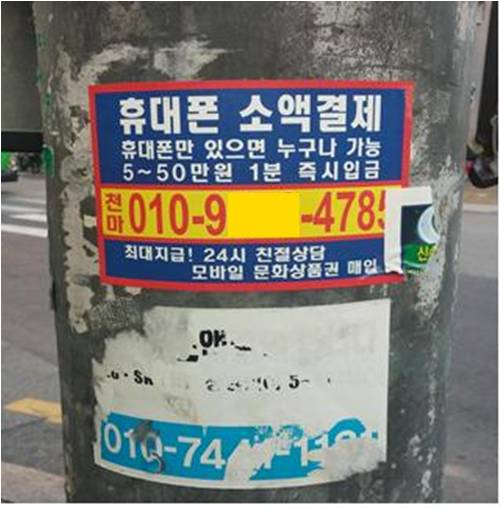 휴대폰 소액결제
휴대폰만 있으면 누구나 가능
5~50만원 1분 즉시입금
천마 010-9 -4785
최대지급! 24시 친절상담
모바일 문화상품권 매입
010-74